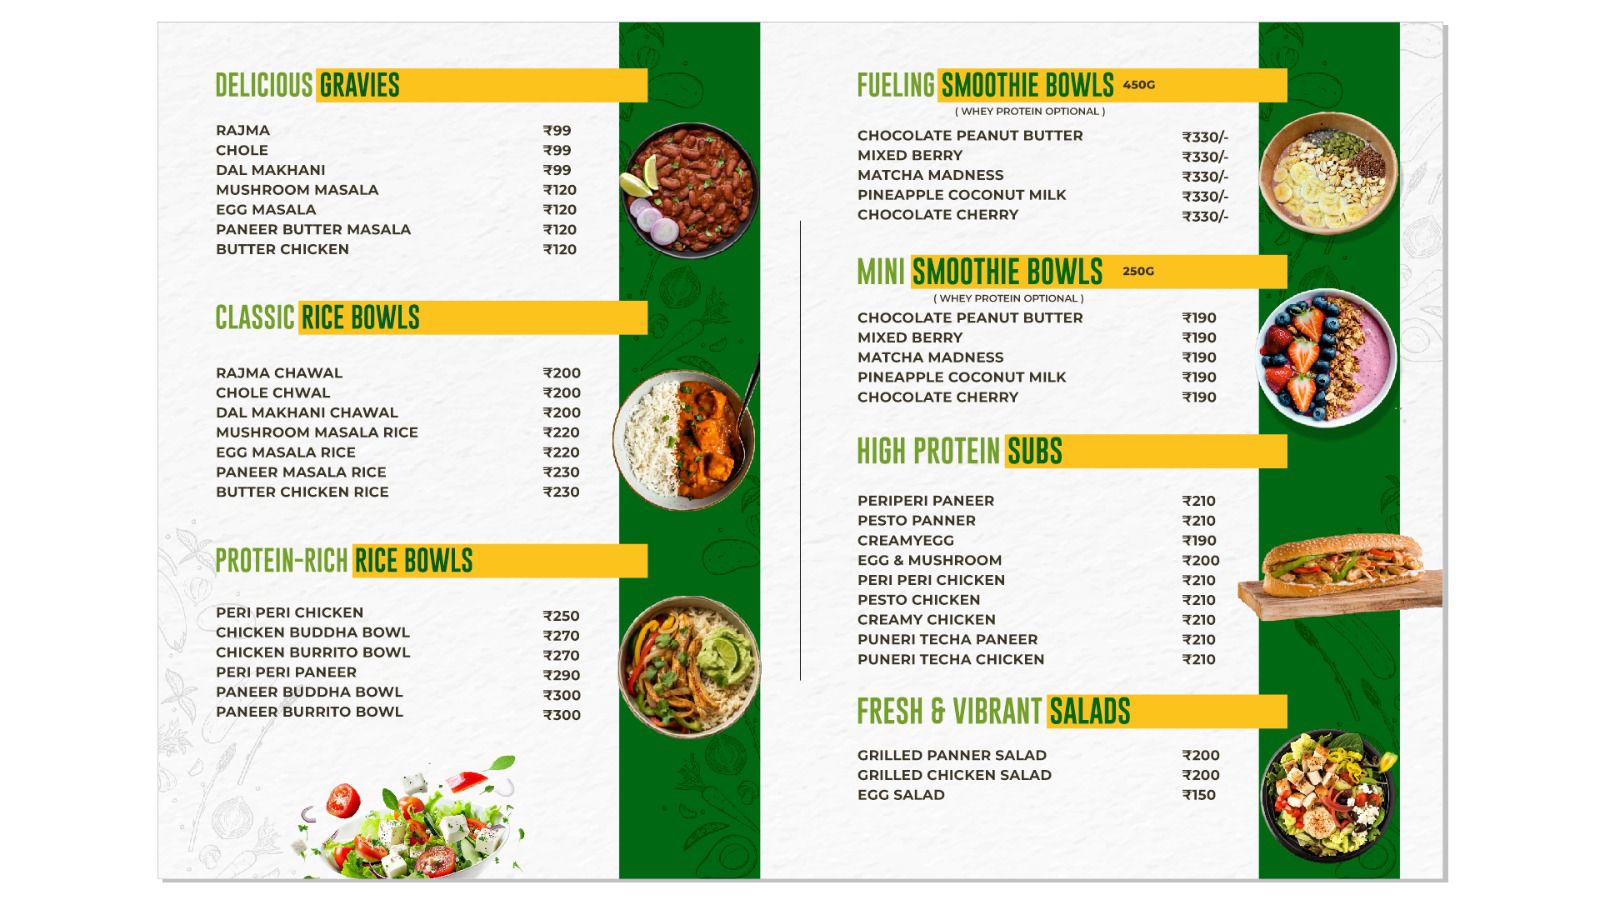 DELICIOUS GRAVIES
RAJMA ₹99
CHOLE ₹99
DAL MAKHANI ₹99
MUSHROOM MASALA ₹120
EGG MASALA ₹120
PANEER BUTTER MASALA ₹120
BUTTER CHICKEN ₹120
CLASSIC RICE BOWLS
RAJMA CHAWAL ₹200
CHOLE CHWAL ₹200
DAL MAKHANI CHAWAL ₹200
MUSHROOM MASALA RICE ₹220
EGG MASALA RICE ₹220
PANEER MASALA RICE ₹230
BUTTER CHICKEN RICE ₹230
PROTEIN-RICH RICE BOWLS
PERI PERI CHICKEN ₹250
CHICKEN BUDDHA BOWL ₹270
CHICKEN BURRITO BOWL ₹270
PERI PERI PANEER ₹290
PANEER BUDDHA BOWL ₹300
PANEER BURRITO BOWL ₹300
FUELING SMOOTHIE BOWLS 450G
( WHEY PROTEIN OPTIONAL )
CHOCOLATE PEANUT BUTTER ₹330/-
MIXED BERRY ₹330/-
MATCHA MADNESS ₹330/-
PINEAPPLE COCONUT MILK ₹330/-
CHOCOLATE CHERRY ₹330/-
MINI SMOOTHIE BOWLS 250G
( WHEY PROTEIN OPTIONAL )
CHOCOLATE PEANUT BUTTER ₹190
MIXED BERRY ₹190
MATCHA MADNESS ₹190
PINEAPPLE COCONUT MILK ₹190
CHOCOLATE CHERRY ₹190
HIGH PROTEIN SUBS
PERIPERI PANEER ₹210
PESTO PANNER ₹210
CREAMYEGG ₹190
EGG & MUSHROOM ₹200
PERI PERI CHICKEN ₹210
PESTO CHICKEN ₹210
CREAMY CHICKEN ₹210
PUNERI TECHA PANEER ₹210
PUNERI TECHA CHICKEN ₹210
FRESH & VIBRANT SALADS
GRILLED PANNER SALAD ₹200
GRILLED CHICKEN SALAD ₹200
EGG SALAD ₹150